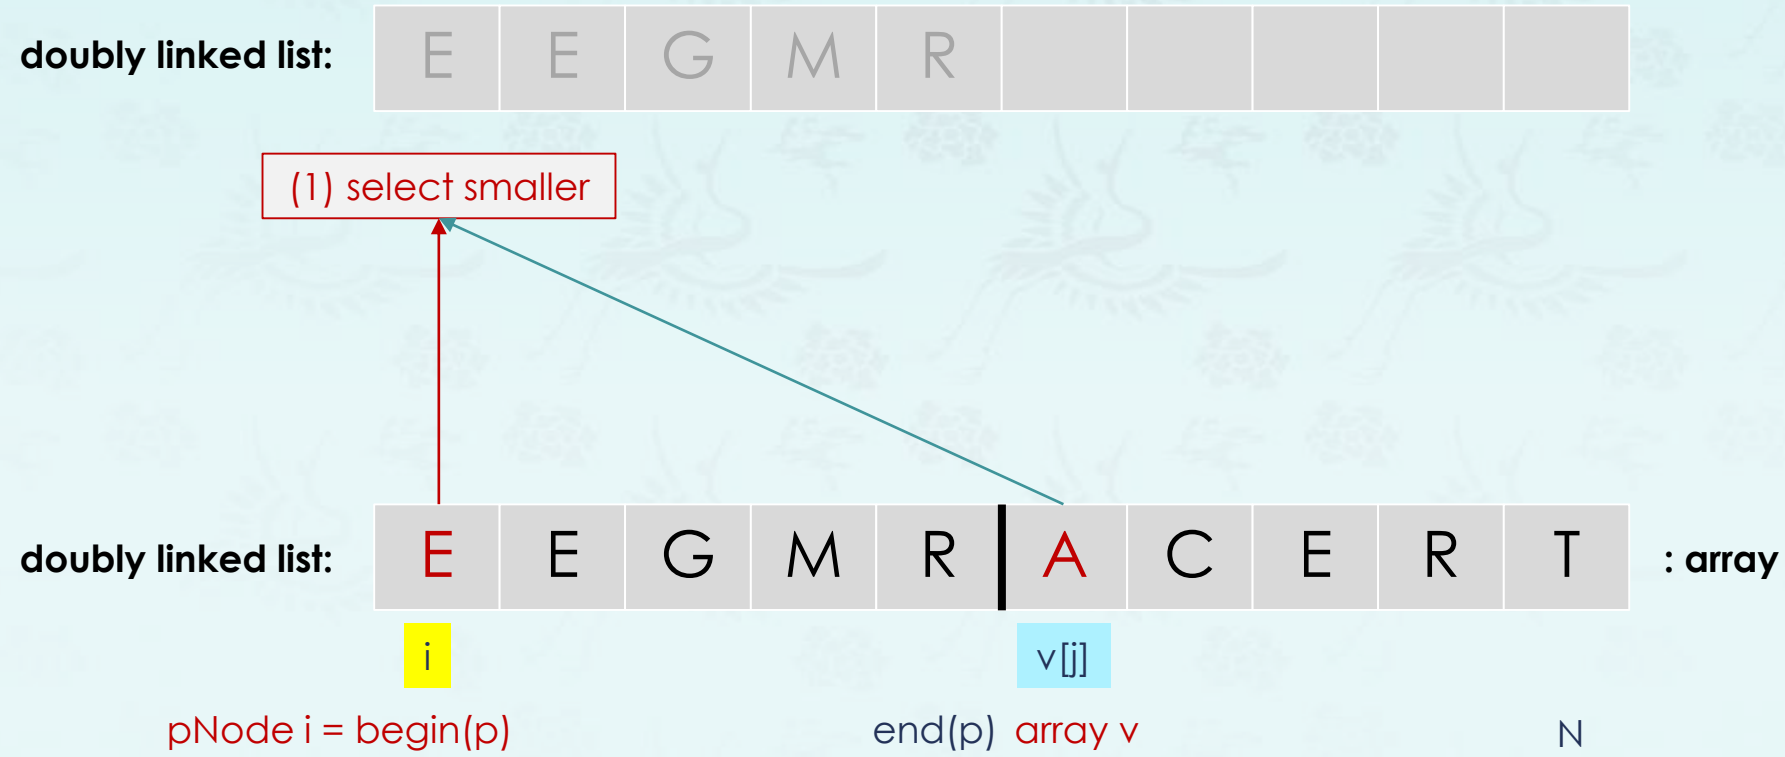 doubly linked list: E E G M R
(1) select smaller
doubly linked list: E E G M R A C E R T : array
i v[j]
pNode i = begin(p) end(p) array v N